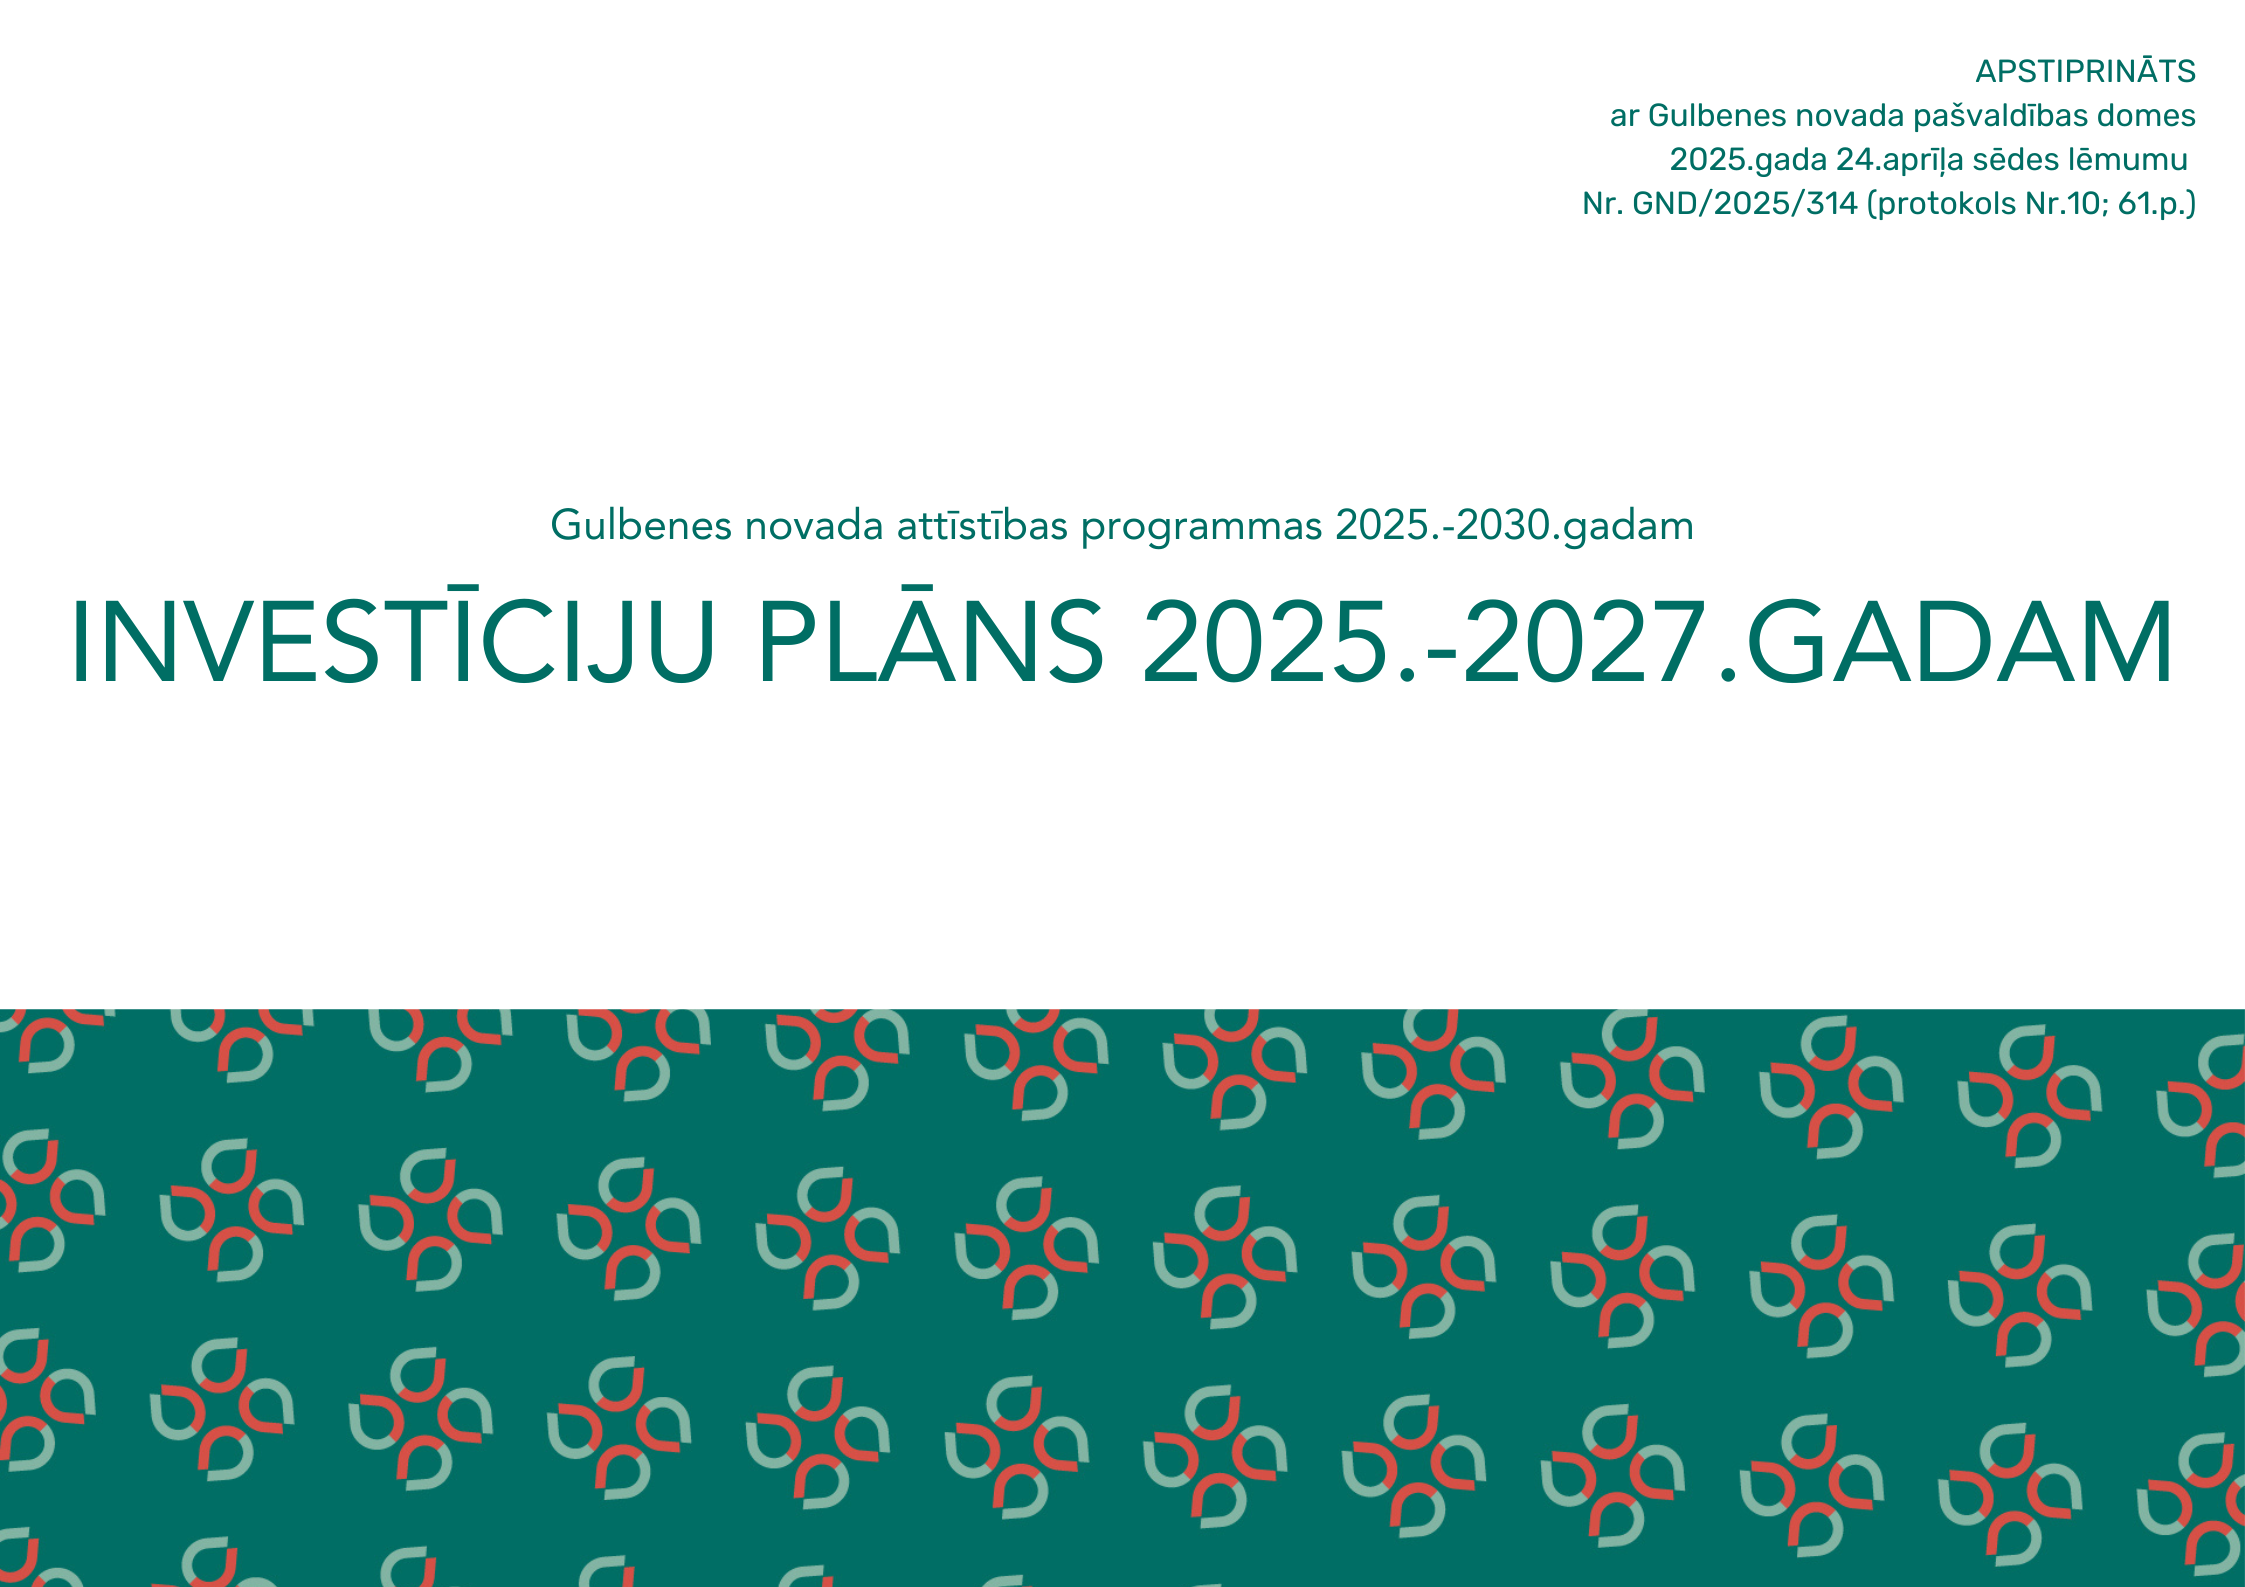 APSTIPRINĀTS
ar Gulbenes novada pašvaldības domes
2025.gada 24.aprīļa sēdes lēmumu
Nr. GND/2025/314 (protokols Nr.10; 61.p.)
Gulbenes novada attīstības programmas 2025.-2030.gadam
INVESTĪCIJU PLĀNS 2025.-2027.GADAM